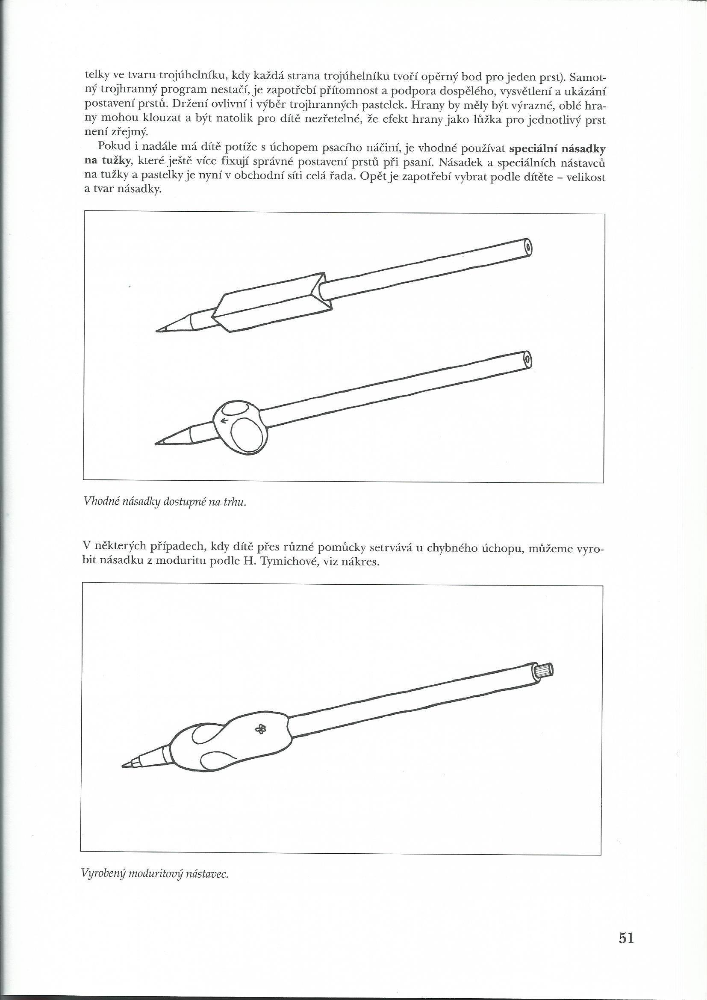 telky ve tvaru trojúhelníku, kdy každá strana trojúhelníku tvoří opěrný bod pro jeden prst). Samot-
ný trojhranný program nestačí, je zapotřebí přítomnost a podpora dospělého, vysvětlení a ukázání
postavení prstů. Držení ovlivní i výběr trojhranných pastelek. Hrany by měly být výrazné, oblé hra-
ny mohou klouzat a být natolik pro dítě nezřetelné, že efekt hrany jako lůžka pro jednotlivý prst
není zřejmý.
Pokud i nadále má dítě potíže s úchopem psacího náčiní, je vhodné používat speciální násadky
na tužky, které ještě více fixují správné postavení prstů při psaní. Násadek a speciálních nástavců
na tužky a pastelky je nyní v obchodní síti celá řada. Opět je zapotřebí vybrat podle dítěte – velikost
a tvar násadky.
Vhodné násadky dostupné na trhu.
V některých případech, kdy dítě přes různé pomůcky setrvává u chybného úchopu, můžeme vyro-
bit násadku z moduritu podle H. Tymichové, viz nákres.
Vyrobený moduritový nástavec.
51